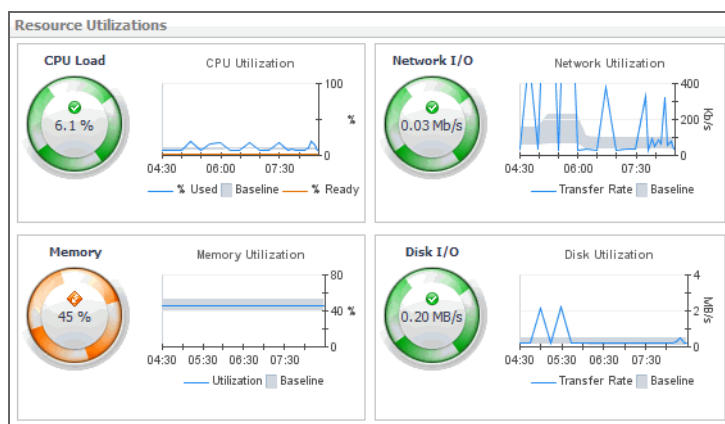 Resource Utilizations
CPU Load
6.1 %
CPU Utilization
100
%
0
04:30 06:00 07:30
% Used Baseline % Ready
Network I/O
0.03 Mb/s
Network Utilization
400
200
0
Kb/s
04:30 06:00 07:30
Transfer Rate Baseline
Memory
45 %
Memory Utilization
80
40
0
%
04:30 05:30 06:30 07:30
Utilization Baseline
Disk I/O
0.20 MB/s
Disk Utilization
4
2
0
MB/s
04:30 05:30 06:30 07:30
Transfer Rate Baseline